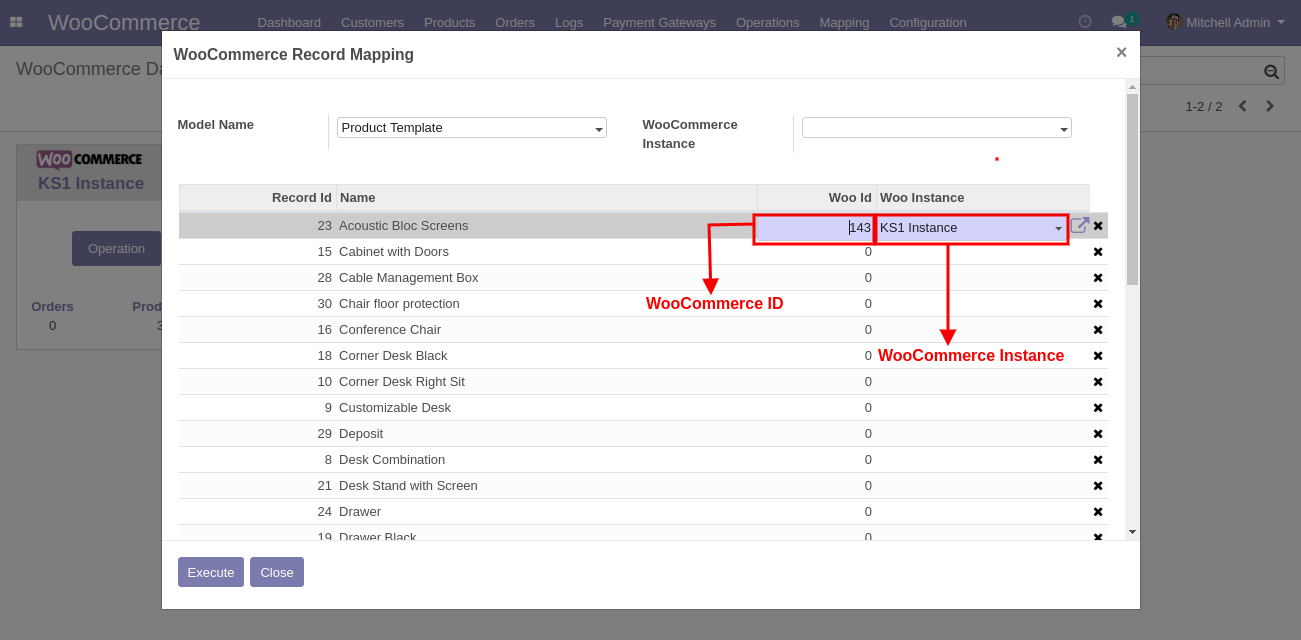 WooCommerce Dashboard Customers Products Orders Logs Payment Gateways Operations Mapping Configuration 1 Mitchell Admin
WooCommerce Record Mapping ×
WooCommerce Da
1-2 / 2
Model Name Product Template WooCommerce Instance
WOO COMMERCE
KS1 Instance
Operation
Orders Prod
0 3
Record Id Name Woo Id Woo Instance
23 Acoustic Bloc Screens 143 KS1 Instance
15 Cabinet with Doors 0
28 Cable Management Box 0
30 Chair floor protection 0
WooCommerce ID
16 Conference Chair 0
18 Corner Desk Black 0
WooCommerce Instance
10 Corner Desk Right Sit 0
9 Customizable Desk 0
29 Deposit 0
8 Desk Combination 0
21 Desk Stand with Screen 0
24 Drawer 0
19 Drawer Black 0
Execute Close